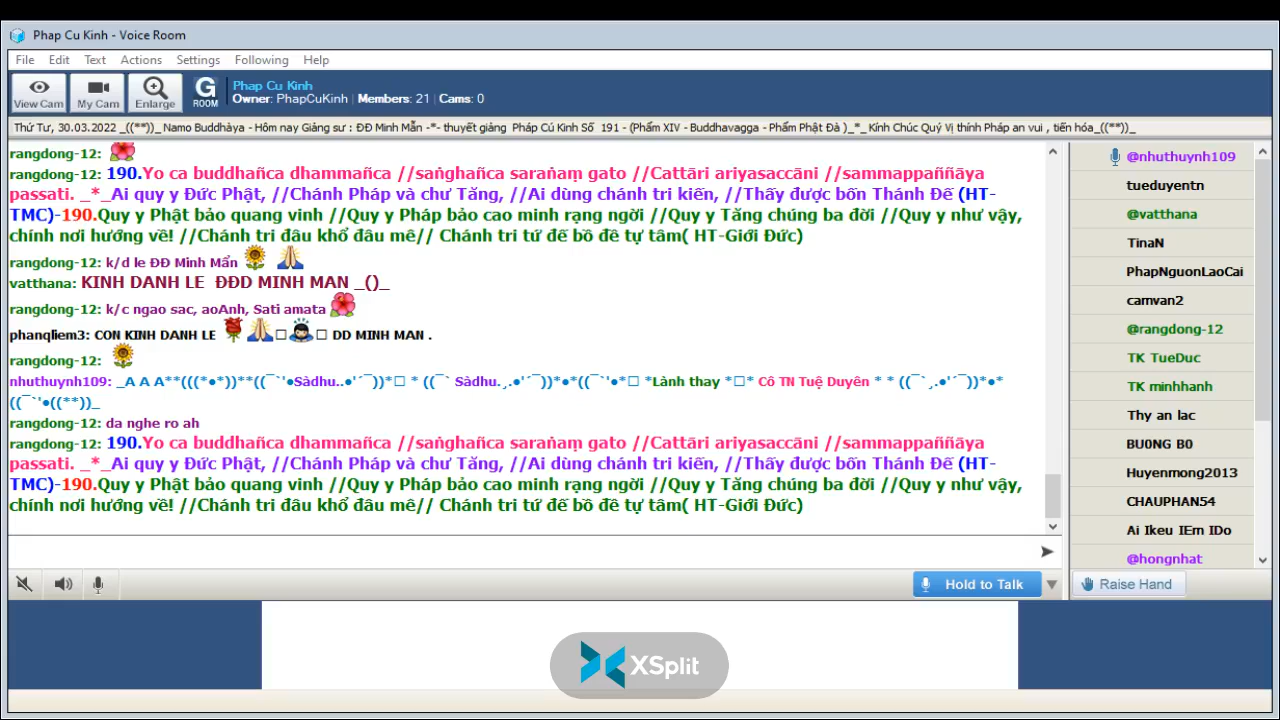 Phap Cu Kinh - Voice Room
File Edit Text Actions Settings Following Help
View Cam My Cam Enlarge G ROOM
Phap Cu Kinh
Owner: PhapCuKinh | Members: 21 | Cams: 0
Thứ Tư, 30.03.2022 _((**))_ Namo Buddhàya - Hôm nay Giảng sư : ĐĐ Minh Mẫn -*- thuyết giảng Pháp Cú Kinh Số 191 - (Phẩm XIV - Buddhavagga - Phẩm Phật Đà )_*_ Kính Chúc Quý Vị thính Pháp an vui , tiến hóa_((**))_
rangdong-12:
rangdong-12: 190.Yo ca buddhañca dhammañca //saṅghañca saraṇaṃ gato //Cattāri ariyasaccāni //sammappaññāya
passati. _*_Ai quy y Đức Phật, //Chánh Pháp và chư Tăng, //Ai dùng chánh tri kiến, //Thấy được bốn Thánh Đế (HT-
TMC)-190.Quy y Phật bảo quang vinh //Quy y Pháp bảo cao minh rạng ngời //Quy y Tăng chúng ba đời //Quy y như vậy,
chính nơi hướng về! //Chánh tri đâu khổ đâu mê// Chánh tri tứ đế bồ đề tự tâm( HT-Giới Đức)
rangdong-12: k/d le ĐĐ Minh Mẩn
vatthana: KINH DANH LE ĐĐD MINH MAN _()_
rangdong-12: k/c ngao sac, aoAnh, Sati amata
phanqliem3: CON KINH DANH LE □ □ DD MINH MAN .
rangdong-12:
nhuthuynh109: _A A A**(((*●*))**((¯`'●Sàdhu..●'´¯))*□ * ((¯` Sàdhu.¸.●'´¯))*●*((¯`'●*□ *Lành thay *□* Cô TN Tuệ Duyên * * ((¯`¸.●'´¯))*●*
((¯`'●((**))_
rangdong-12: da nghe ro ah
rangdong-12: 190.Yo ca buddhañca dhammañca //saṅghañca saraṇaṃ gato //Cattāri ariyasaccāni //sammappaññāya
passati. _*_Ai quy y Đức Phật, //Chánh Pháp và chư Tăng, //Ai dùng chánh tri kiến, //Thấy được bốn Thánh Đế (HT-
TMC)-190.Quy y Phật bảo quang vinh //Quy y Pháp bảo cao minh rạng ngời //Quy y Tăng chúng ba đời //Quy y như vậy,
chính nơi hướng về! //Chánh tri đâu khổ đâu mê// Chánh tri tứ đế bồ đề tự tâm( HT-Giới Đức)
@nhuthuynh109
tueduyentn
@vatthana
TinaN
PhapNguonLaoCai
camvan2
@rangdong-12
TK TueDuc
TK minhhanh
Thy an lac
BU0NG B0
Huyenmong2013
CHAUPHAN54
Ai Ikeu IEm IDo
@hongnhat
Hold to Talk
Raise Hand
XSplit